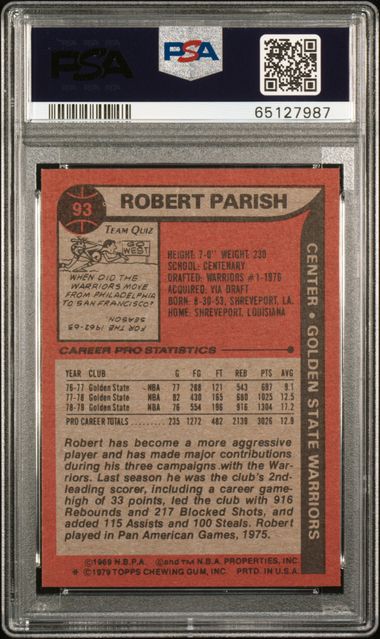 PSA
PSA
65127987
93
ROBERT PARISH
TEAM QUIZ
GO WEST
WHEN DID THE
WARRIORS MOVE
FROM PHILADELPHIA
TO SAN FRANCISCO?
FOR THE 1962-63
SEASON.
HEIGHT: 7-0" WEIGHT: 230
SCHOOL: CENTENARY
DRAFTED: WARRIORS #1-1976
ACQUIRED: VIA DRAFT
BORN: 8-30-53, SHREVEPORT, LA.
HOME: SHREVEPORT, LOUISIANA
CENTER • GOLDEN STATE WARRIORS
CAREER PRO STATISTICS
YEAR CLUB G FG FT REB PTS AVG
76-77 Golden State NBA 77 288 121 543 697 9.1
77-78 Golden State NBA 82 430 165 680 1025 12.5
78-79 Golden State NBA 76 554 196 916 1304 17.2
PRO CAREER TOTALS 235 1272 482 2139 3026 12.9
Robert has become a more aggressive
player and has made major contributions
during his three campaigns with the War-
riors. Last season he was the club's 2nd-
leading scorer, including a career game-
high of 33 points, led the club with 916
Rebounds and 217 Blocked Shots, and
added 115 Assists and 100 Steals. Robert
played in Pan American Games, 1975.
©1969 N.B.P.A. ©and TM N.B.A. PROPERTIES, INC.
* ©1979 TOPPS CHEWING GUM, INC. PRTD. IN U.S.A.